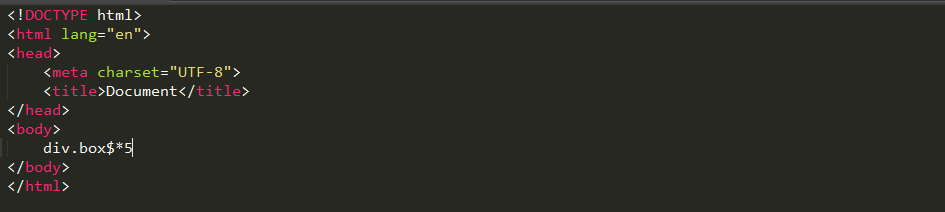 <!DOCTYPE html>
<html lang="en">
<head>
    <meta charset="UTF-8">
    <title>Document</title>
</head>
<body>
    div.box$*5
</body>
</html>